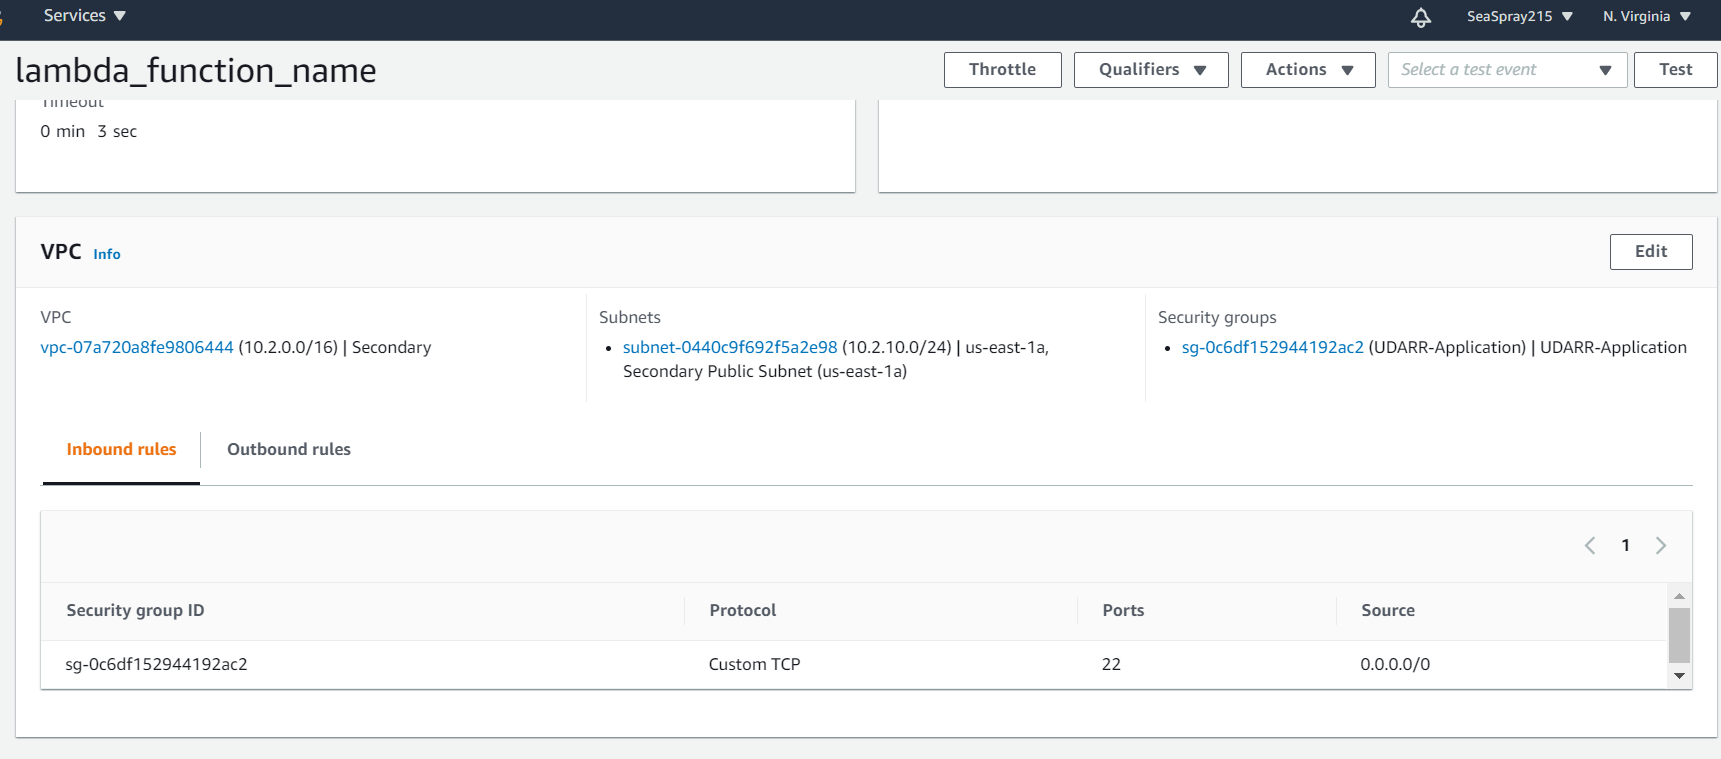 Services
SeaSpray215 N. Virginia
lambda_function_name
Throttle Qualifiers Actions Select a test event Test
Timeout
0 min 3 sec
VPC Info
Edit
VPC
vpc-07a720a8fe9806444 (10.2.0.0/16) | Secondary
Subnets
subnet-0440c9f692f5a2e98 (10.2.10.0/24) | us-east-1a,
Secondary Public Subnet (us-east-1a)
Security groups
sg-0c6df152944192ac2 (UDARR-Application) | UDARR-Application
Inbound rules Outbound rules
1
Security group ID Protocol Ports Source
sg-0c6df152944192ac2 Custom TCP 22 0.0.0.0/0